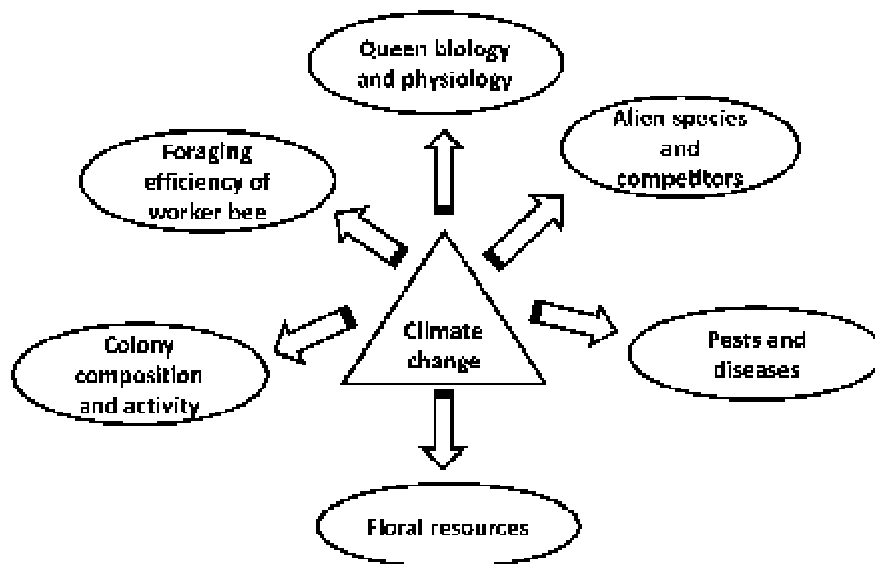 Queen biology
and physiology
Alien species
and
competitors
Foraging
efficiency of
worker bee
Climate
change
Pests and
diseases
Colony
composition
and activity
Floral resources